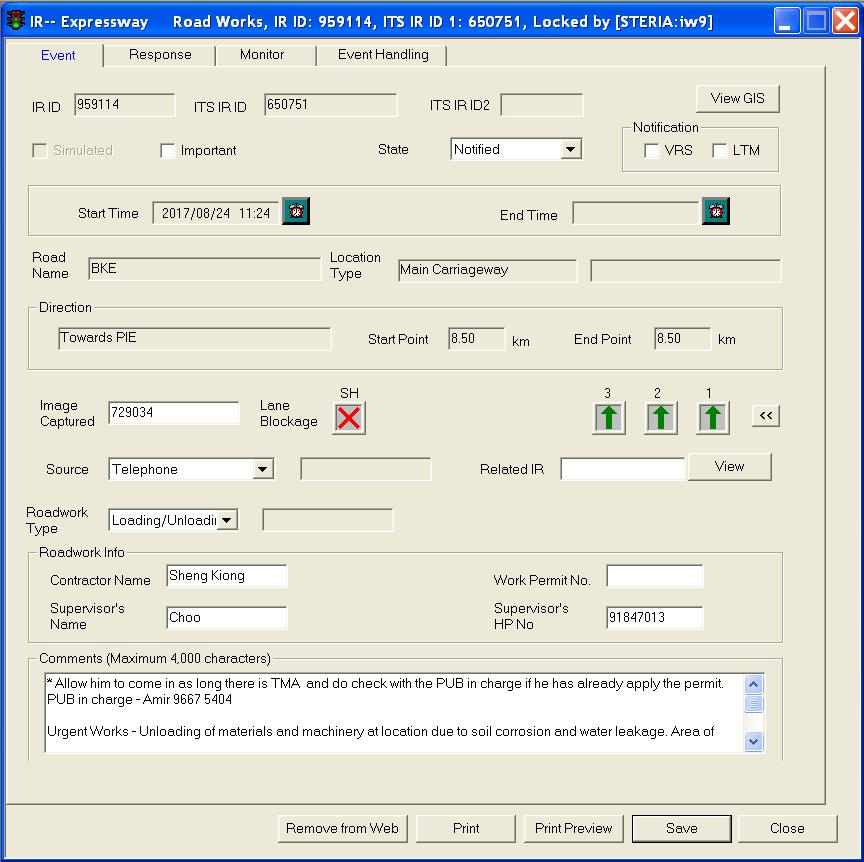 IR-- Expressway Road Works, IR ID: 959114, ITS IR ID 1: 650751, Locked by [STERIA:iw9]
Event Response Monitor Event Handling
IR ID 959114 ITS IR ID 650751 ITS IR ID2 View GIS
Notification
Simulated Important State Notified VRS LTM
Start Time 2017/08/24 11:24 End Time
Road Name BKE Location Type Main Carriageway
Direction
Towards PIE Start Point 8.50 km End Point 8.50 km
SH 3 2 1
Image Captured 729034 Lane Blockage <<
Source Telephone Related IR View
Roadwork Type Loading/Unloadin
Roadwork Info
Contractor Name Sheng Kiong Work Permit No.
Supervisor's Name Choo Supervisor's HP No 91847013
Comments (Maximum 4,000 characters)
* Allow him to come in as long there is TMA and do check with the PUB in charge if he has already apply the permit.
PUB in charge - Amir 9667 5404
Urgent Works - Unloading of materials and machinery at location due to soil corrosion and water leakage. Area of
Remove from Web Print Print Preview Save Close